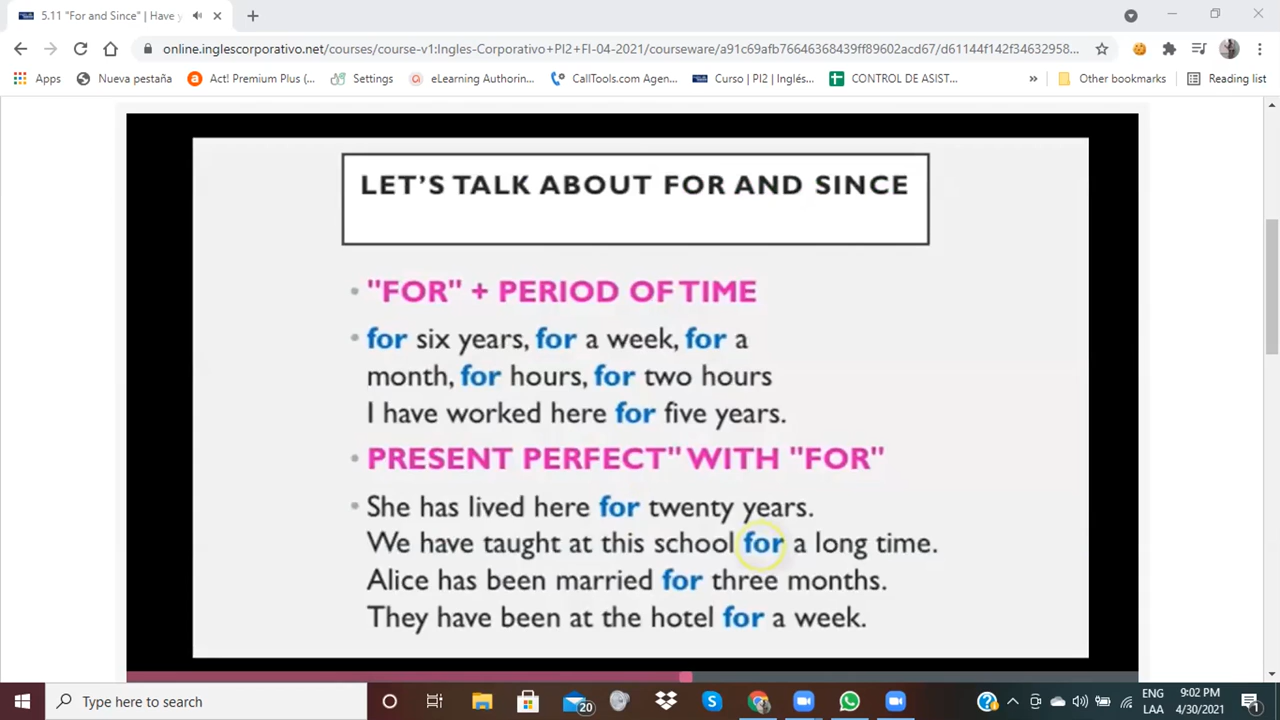 5.11 "For and Since" | Have y
online.inglescorporativo.net/courses/course-v1:Ingles-Corporativo+PI2+FI-04-2021/courseware/a91c69afb76646368439ff89602acd67/d61144f142f34632958...
Apps Nueva pestaña Act! Premium Plus (... Settings eLearning Authorin... CallTools.com Agen... Curso | PI2 | Inglés... CONTROL DE ASIST... » Other bookmarks Reading list
LET'S TALK ABOUT FOR AND SINCE
• "FOR" + PERIOD OF TIME
• for six years, for a week, for a
month, for hours, for two hours
I have worked here for five years.
• PRESENT PERFECT" WITH "FOR"
• She has lived here for twenty years.
We have taught at this school for a long time.
Alice has been married for three months.
They have been at the hotel for a week.
Type here to search
20
ENG
LAA
9:02 PM
4/30/2021
1